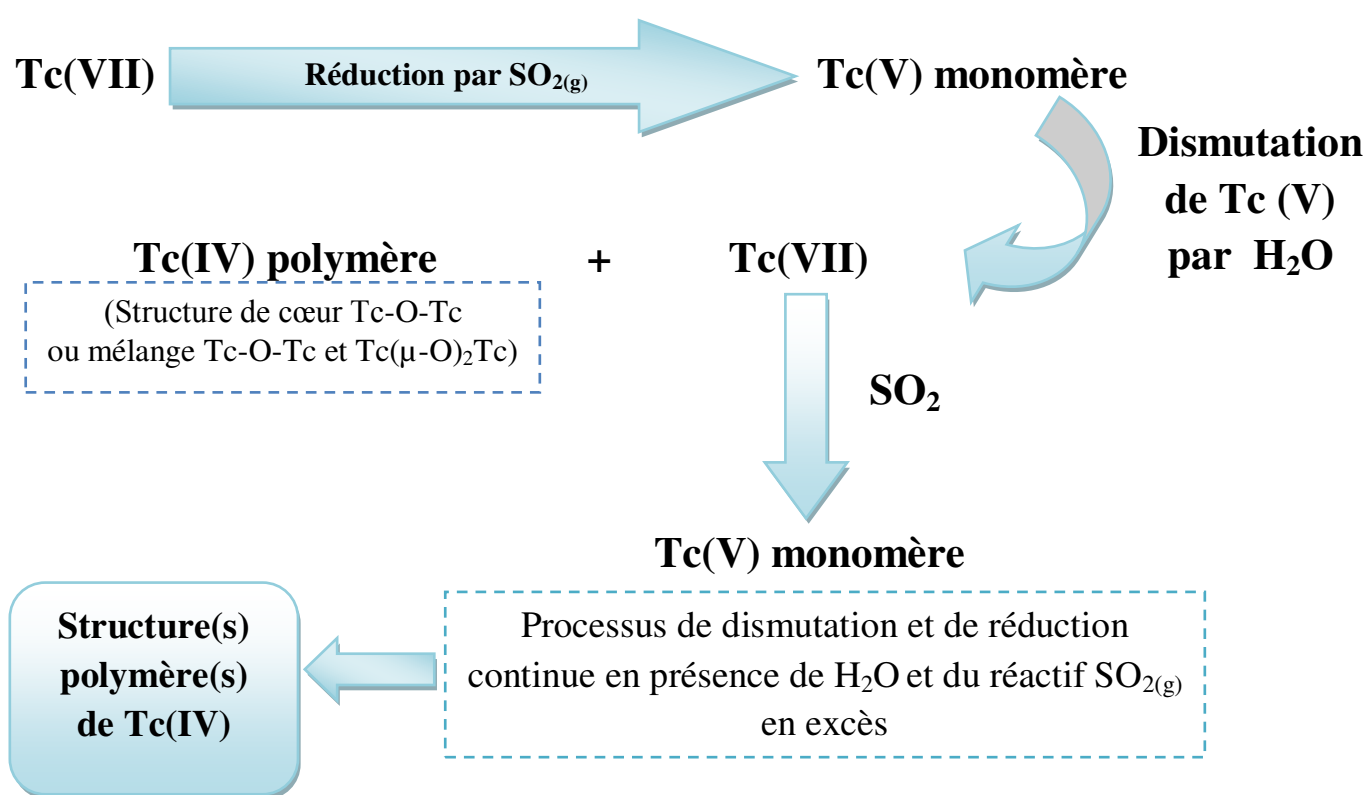 Tc(VII)
Réduction par SO₂(g)
Tc(V) monomère
Dismutation
de Tc (V)
par H₂O
Tc(IV) polymère + Tc(VII)
(Structure de cœur Tc-O-Tc
ou mélange Tc-O-Tc et Tc(µ-O)₂Tc)
SO₂
Tc(V) monomère
Processus de dismutation et de réduction
continue en présence de H₂O et du réactif SO₂(g)
en excès
Structure(s)
polymère(s)
de Tc(IV)